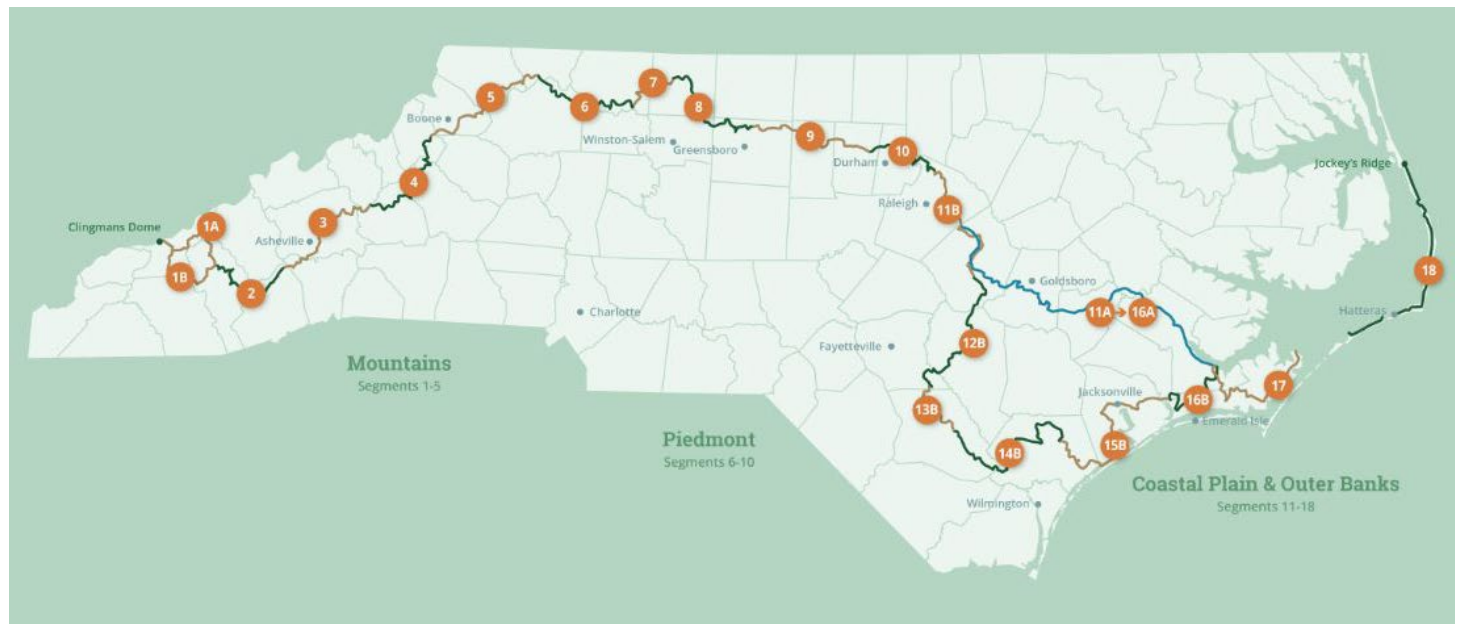 7
5
6
8
Boone
Winston-Salem
Greensboro
9
10
Durham
Jockey's Ridge
4
Raleigh
11B
Clingmans Dome
1A
3
Asheville
1B
2
Goldsboro
18
11A
16A
Hatteras
Charlotte
Fayetteville
12B
Mountains
Segments 1-5
17
Jacksonville
16B
13B
Emerald Isle
Piedmont
Segments 6-10
15B
14B
Coastal Plain & Outer Banks
Segments 11-18
Wilmington